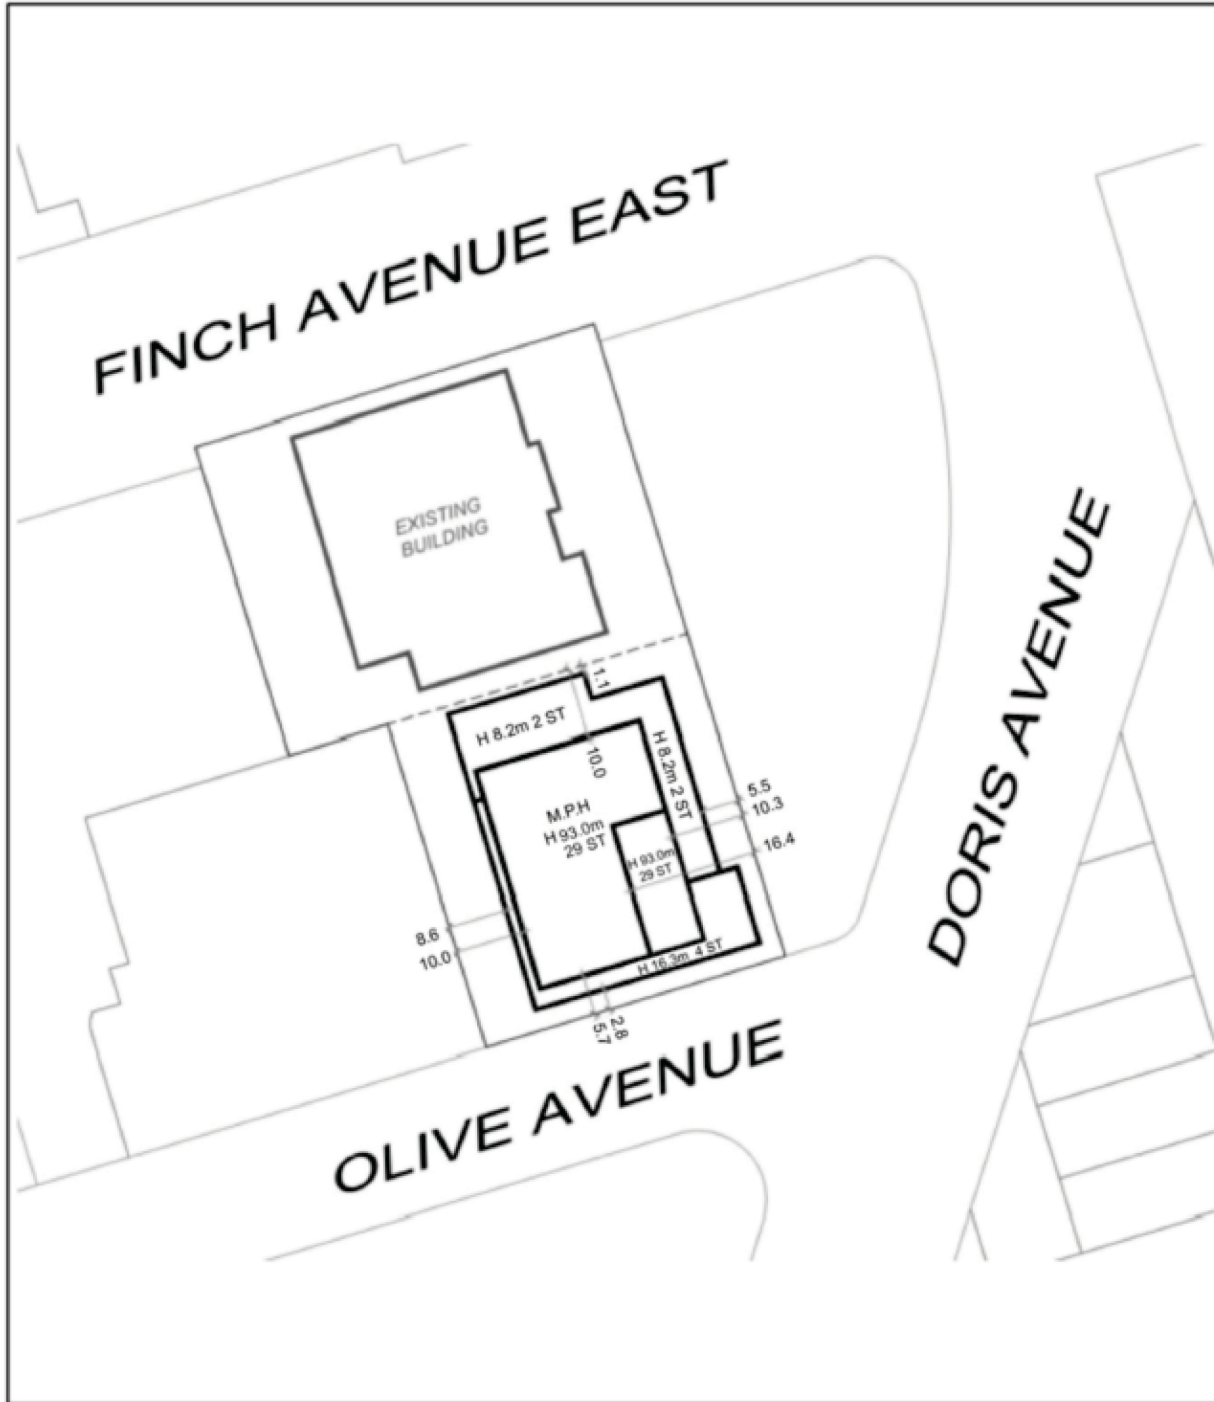 FINCH AVENUE EAST
EXISTING
BUILDING
DORIS AVENUE
1.1
H 8.2m 2 ST
10.0
H 8.2m 2 ST
M.P.H
H 93.0m
29 ST
5.5
10.3
16.4
H 93.0m
29 ST
8.6
10.0
H 16.3m 4 ST
5.7
2.8
OLIVE AVENUE